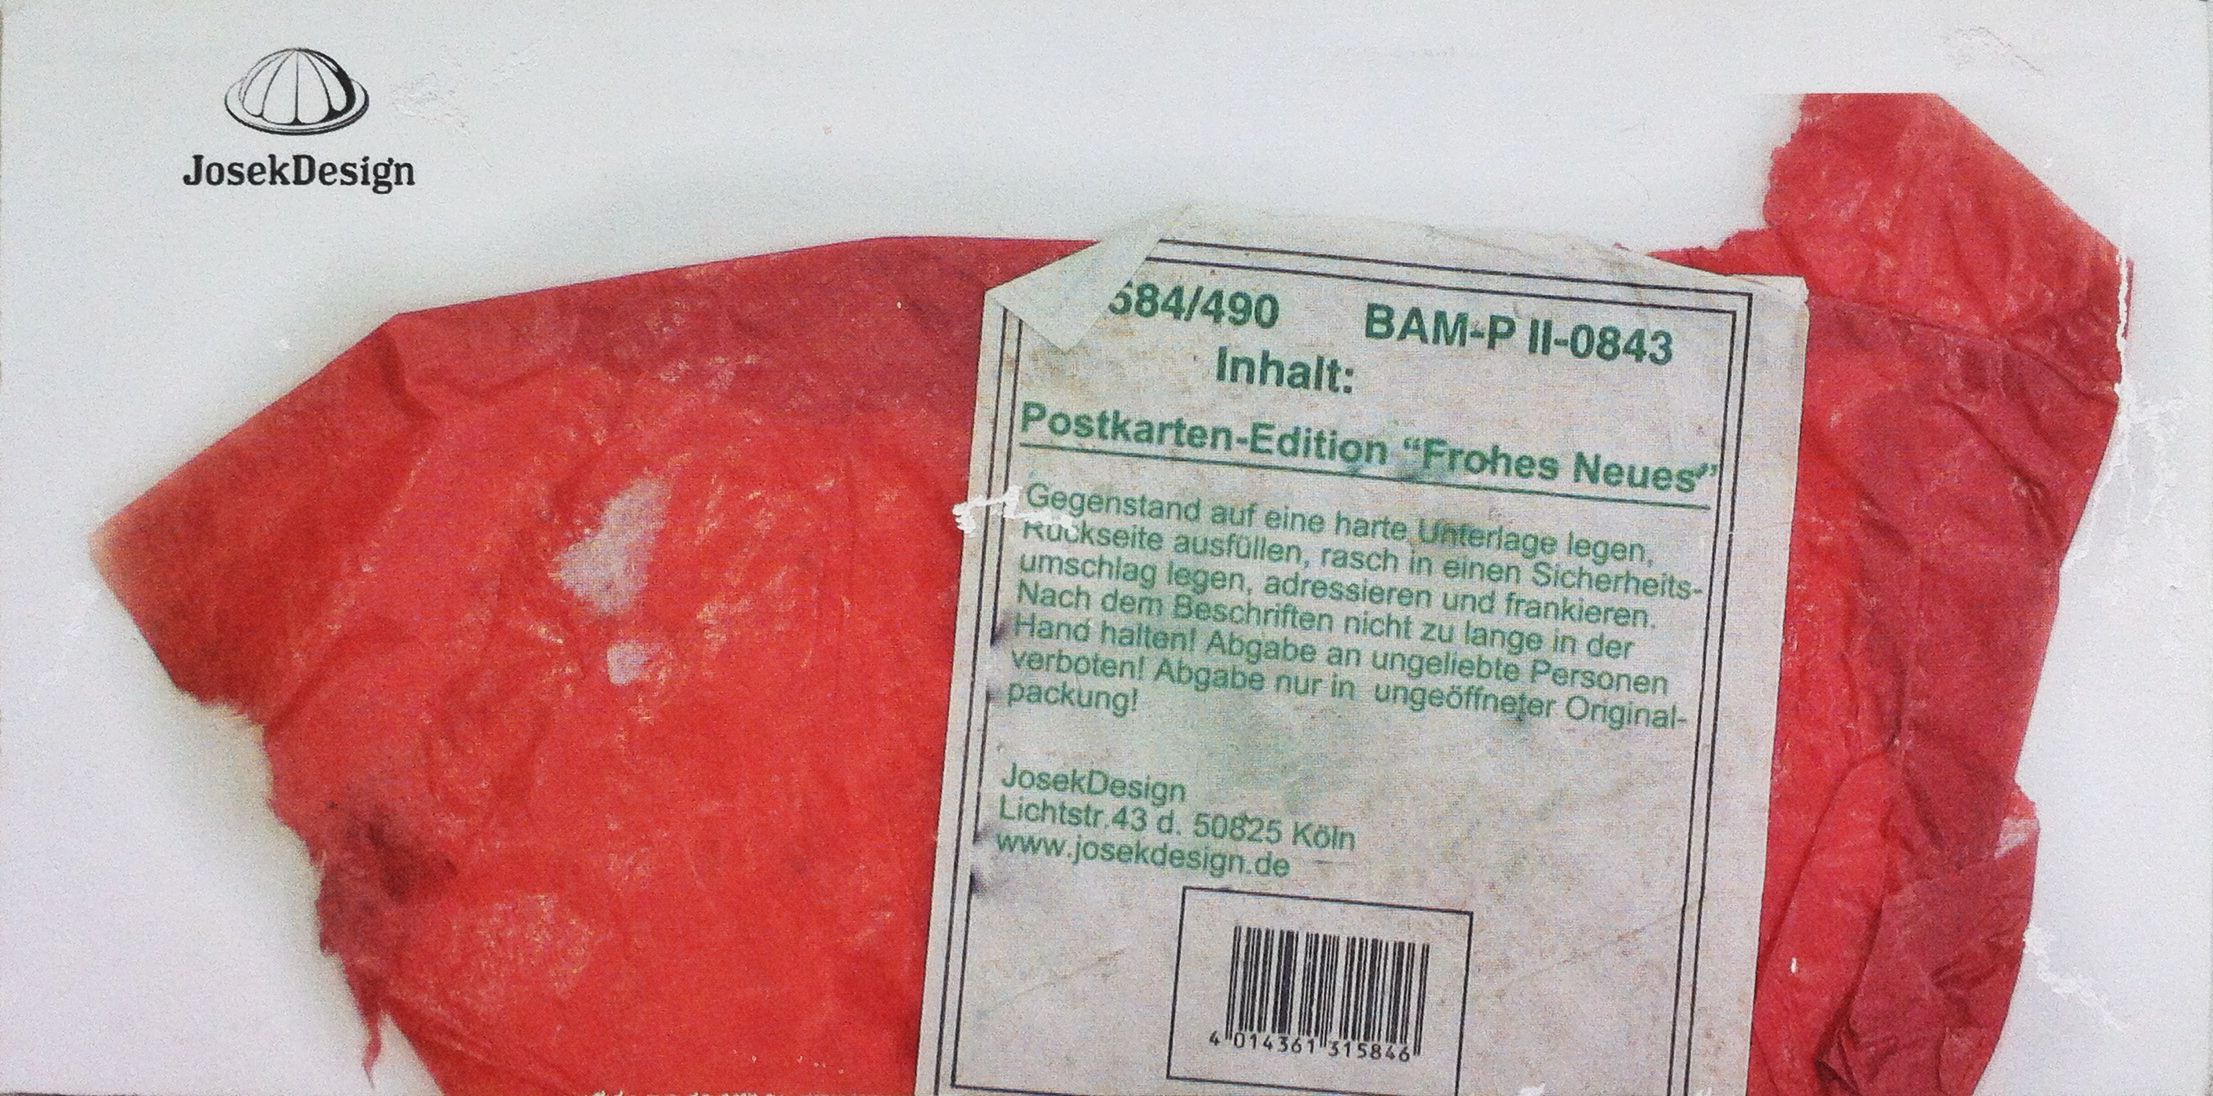 JosekDesign
584/490 BAM-P II-0843
Inhalt:
Postkarten-Edition “Frohes Neues”
Gegenstand auf eine harte Unterlage legen,
Rückseite ausfüllen, rasch in einen Sicherheits-
umschlag legen, adressieren und frankieren.
Nach dem Beschriften nicht zu lange in der
Hand halten! Abgabe an ungeliebte Personen
verboten! Abgabe nur in ungeöffneter Original-
packung!
JosekDesign
Lichtstr.43 d. 50825 Köln
www.josekdesign.de
4 014361 315846